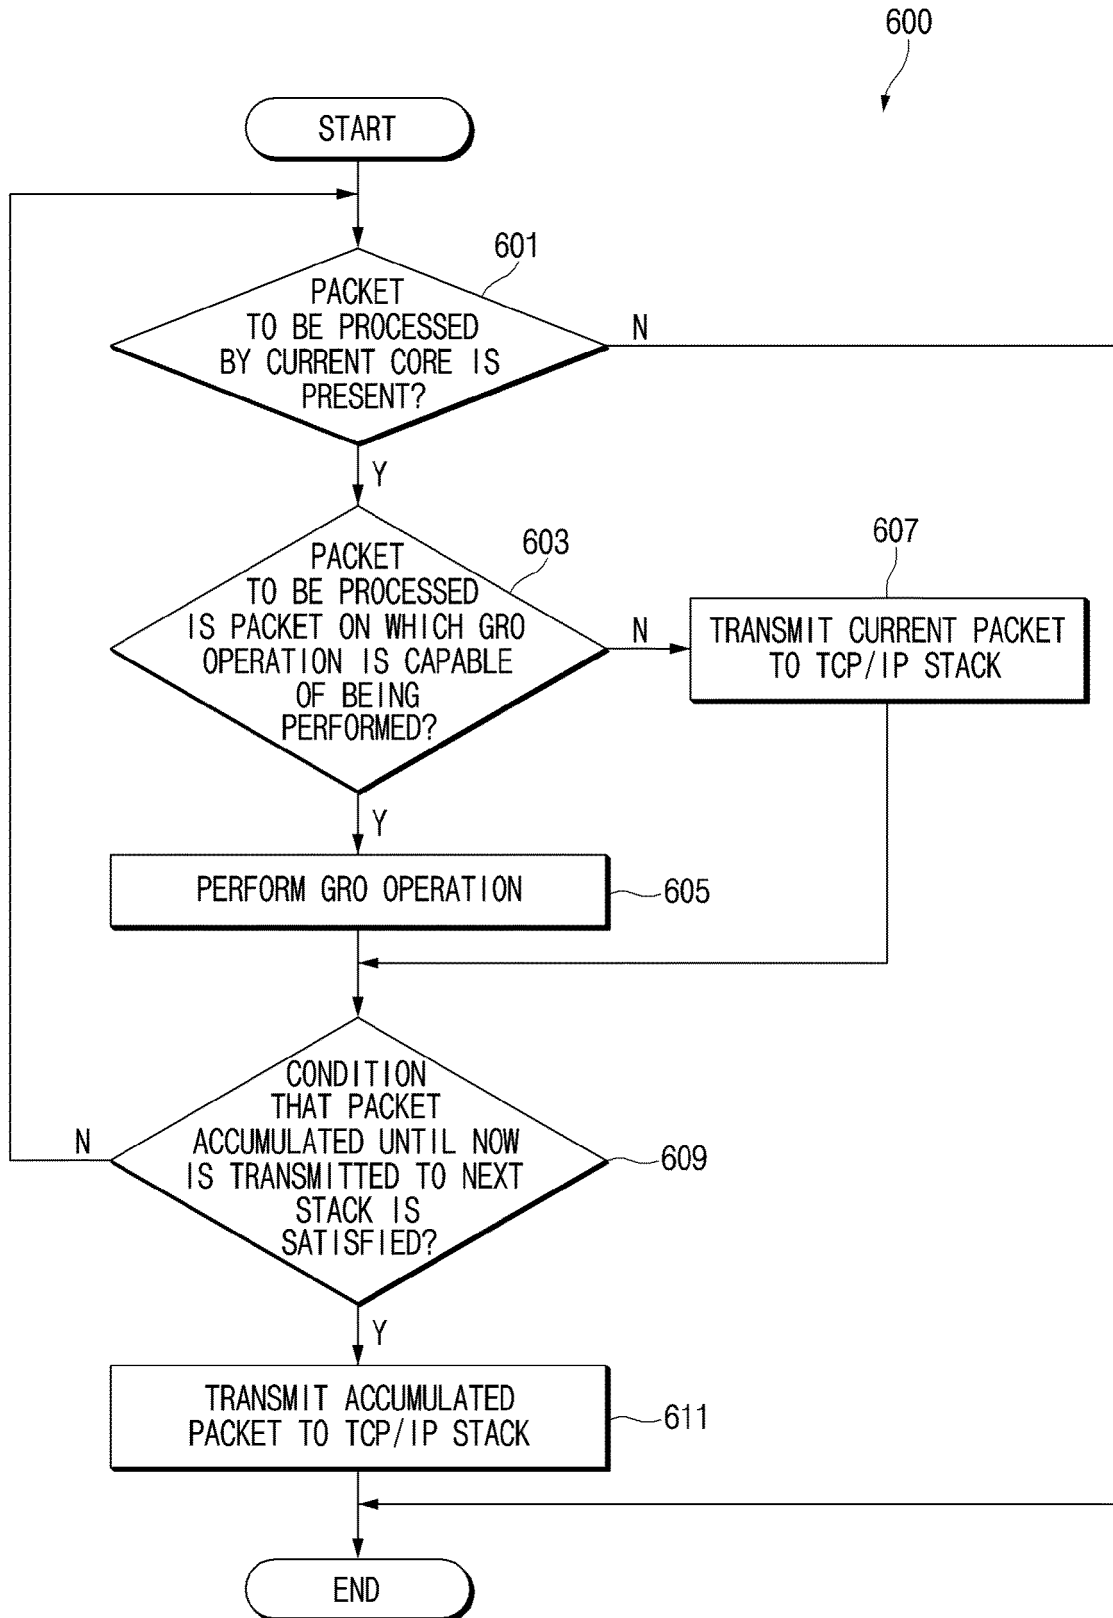 600
START
601
PACKET
TO BE PROCESSED
BY CURRENT CORE IS
PRESENT?
N
Y
603
PACKET
TO BE PROCESSED
IS PACKET ON WHICH GRO
OPERATION IS CAPABLE
OF BEING
PERFORMED?
N
607
TRANSMIT CURRENT PACKET
TO TCP/IP STACK
Y
PERFORM GRO OPERATION
605
CONDITION
THAT PACKET
ACCUMULATED UNTIL NOW
IS TRANSMITTED TO NEXT
STACK IS
SATISFIED?
N
609
Y
TRANSMIT ACCUMULATED
PACKET TO TCP/IP STACK
611
END